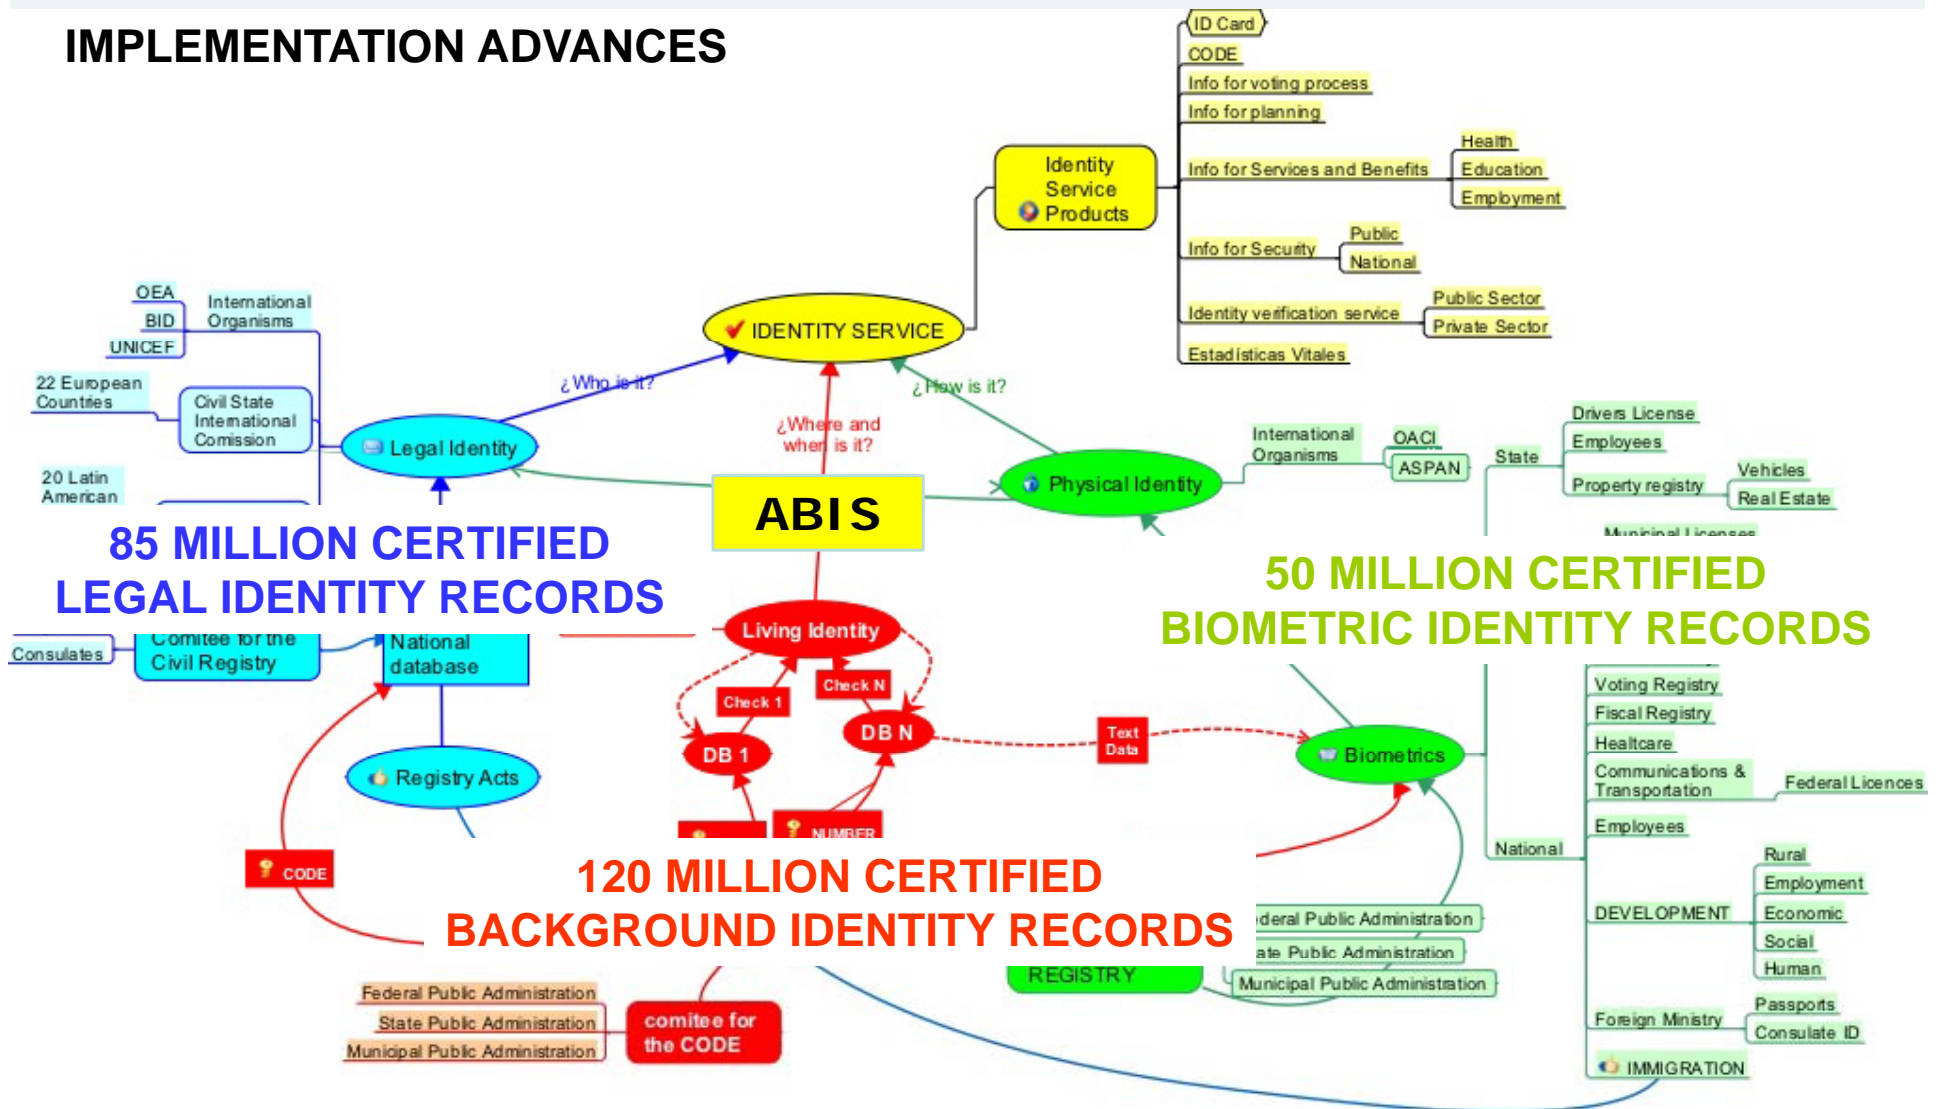 IMPLEMENTATION ADVANCES
ID Card
CODE
Info for voting process
Info for planning
Identity
Service
Products
Info for Services and Benefits
Health
Education
Employment
Info for Security
Public
National
Identity verification service
Public Sector
Private Sector
Estadísticas Vitales
OEA
BID
UNICEF
International
Organisms
IDENTITY SERVICE
22 European
Countries
Civil State
International
Comission
¿Who is it?
¿Where and
when is it?
¿How is it?
Legal Identity
20 Latin
American
ABIS
Physical Identity
International
Organisms
OACI
ASPAN
State
Drivers License
Employees
Property registry
Vehicles
Real Estate
Municipal Licenses
85 MILLION CERTIFIED
LEGAL IDENTITY RECORDS
50 MILLION CERTIFIED
BIOMETRIC IDENTITY RECORDS
Consulates
Comitee for the
Civil Registry
National
database
Living Identity
Check 1
Check N
DB 1
DB N
Text
Data
Biometrics
Registry Acts
CODE
NUMBER
Voting Registry
Fiscal Registry
Healtcare
Communications &
Transportation
Federal Licences
Employees
National
DEVELOPMENT
Rural
Employment
Economic
Social
Human
Foreign Ministry
Passports
Consulate ID
IMMIGRATION
120 MILLION CERTIFIED
BACKGROUND IDENTITY RECORDS
Public Administration
Public Administration
Municipal Public Administration
REGISTRY
Federal Public Administration
State Public Administration
Municipal Public Administration
comitee for
the CODE